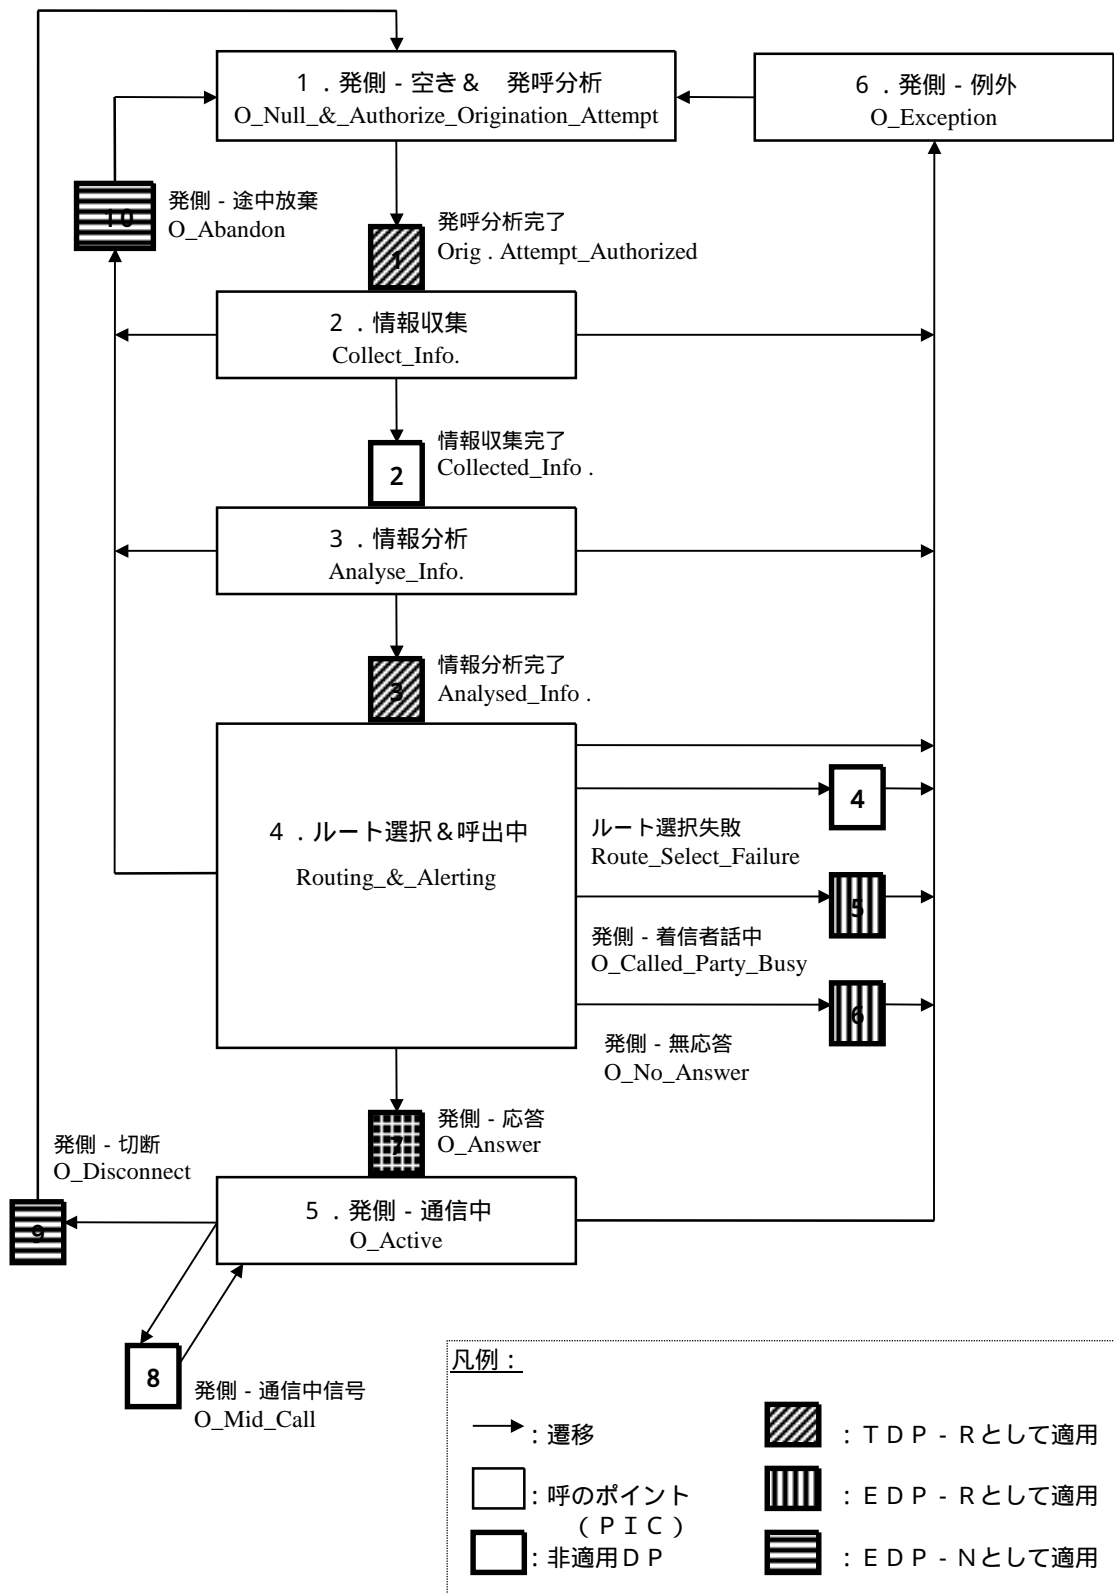 1．発側 - 空き＆　発呼分析
O_Null_&_Authorize_Origination_Attempt
6．発側 - 例外
O_Exception
10
発側 - 途中放棄
O_Abandon
1
発呼分析完了
Orig . Attempt_Authorized
2．情報収集
Collect_Info.
2
情報収集完了
Collected_Info .
3．情報分析
Analyse_Info.
3
情報分析完了
Analysed_Info .
4．ルート選択＆呼出中
Routing_&_Alerting
4
ルート選択失敗
Route_Select_Failure
5
発側 - 着信者話中
O_Called_Party_Busy
6
発側 - 無応答
O_No_Answer
7
発側 - 応答
O_Answer
発側 - 切断
O_Disconnect
9
5．発側 - 通信中
O_Active
8
発側 - 通信中信号
O_Mid_Call
凡例：
：遷移
：呼のポイント
（ＰＩＣ）
：非適用ＤＰ
：ＴＤＰ - Ｒとして適用
：ＥＤＰ - Ｒとして適用
：ＥＤＰ - Ｎとして適用